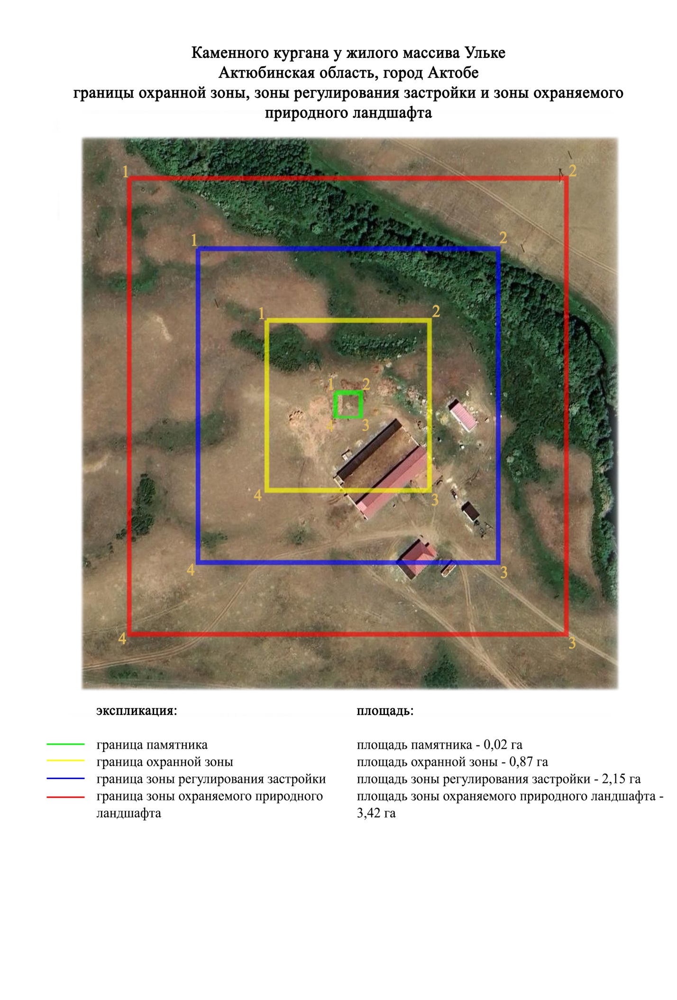 Каменного кургана у жилого массива Ульке
Актюбинская область, город Актобе
границы охранной зоны, зоны регулирования застройки и зоны охраняемого
природного ландшафта
1 2
1 2
1 2
1 2
4 3
4 3
4 3
4 3
экспликация: площадь:
граница памятника площадь памятника - 0,02 га
граница охранной зоны площадь охранной зоны - 0,87 га
граница зоны регулирования застройки площадь зоны регулирования застройки - 2,15 га
граница зоны охраняемого природного площадь зоны охраняемого природного ландшафта -
ландшафта 3,42 га